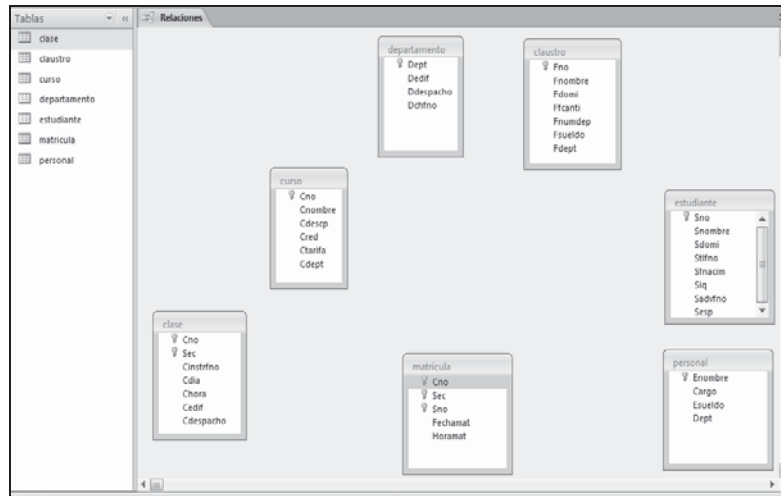 Tablas
clase
claustro
curso
departamento
estudiante
matricula
personal
Relaciones
departamento
Dept
Dedif
Ddespacho
Dchfno
claustro
Fno
Fnombre
Fdomi
Ffcanti
Fnumdep
Fsueldo
Fdept
curso
Cno
Cnombre
Cdescp
Cred
Ctarifa
Cdept
estudiante
Sno
Snombre
Sdomi
Stlfno
Sfnacim
Siq
Sadvfno
Sesp
clase
Cno
Sec
Cinstrfno
Cdia
Chora
Cedif
Cdespacho
matricula
Cno
Sec
Sno
Fechamat
Horamat
personal
Enombre
Cargo
Esueldo
Dept